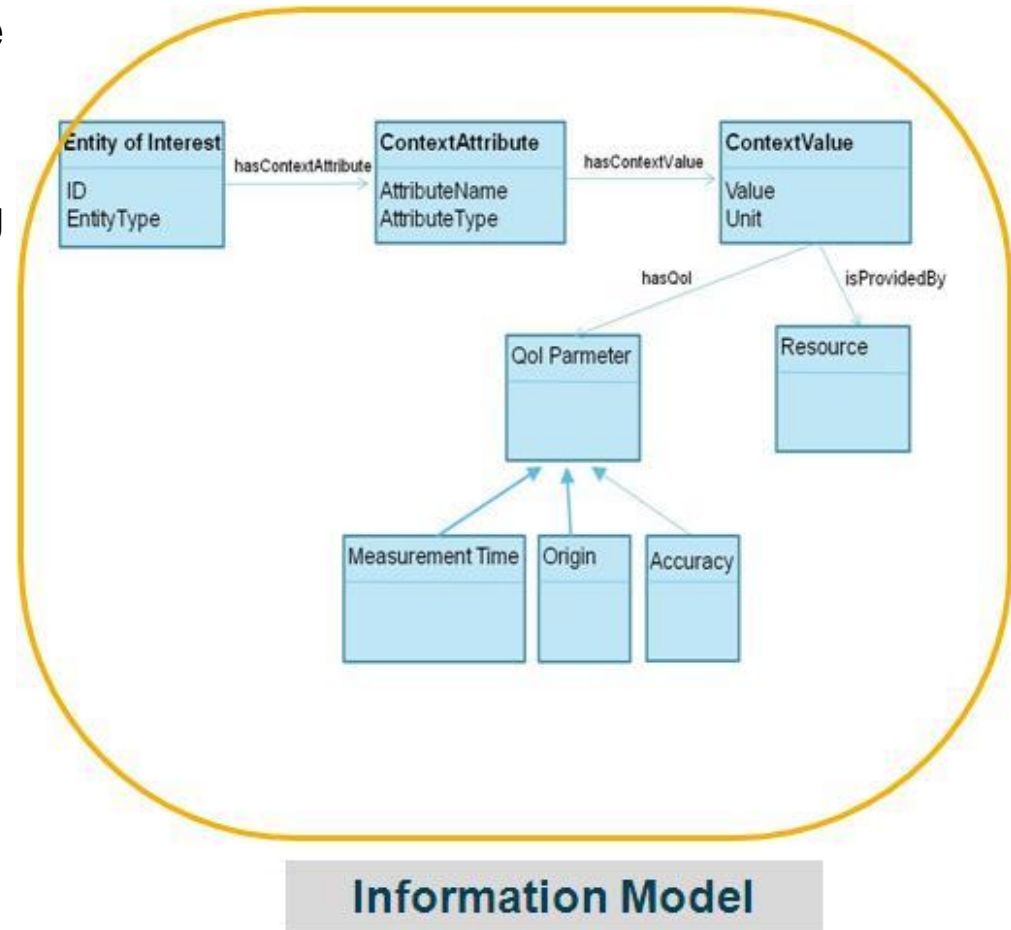 e
g
Entity of Interest
ID
EntityType
hasContextAttribute
ContextAttribute
AttributeName
AttributeType
hasContextValue
ContextValue
Value
Unit
hasQoI
isProvidedBy
QoI Parmeter
Resource
Measurement Time
Origin
Accuracy
Information Model